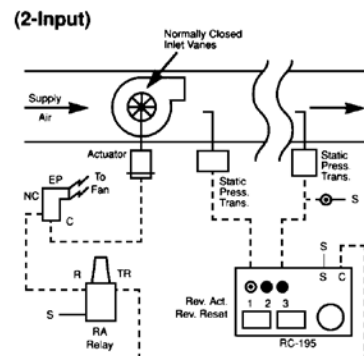 (2-Input)
Normally Closed
Inlet Vanes
Supply
Air
Actuator
EP
To
Fan
NC
C
Static
Press.
Trans.
Static
Press.
Trans.
S
R
TR
S
RA
Relay
Rev. Act.
Rev. Reset
S
S C
1 2 3
RC-195